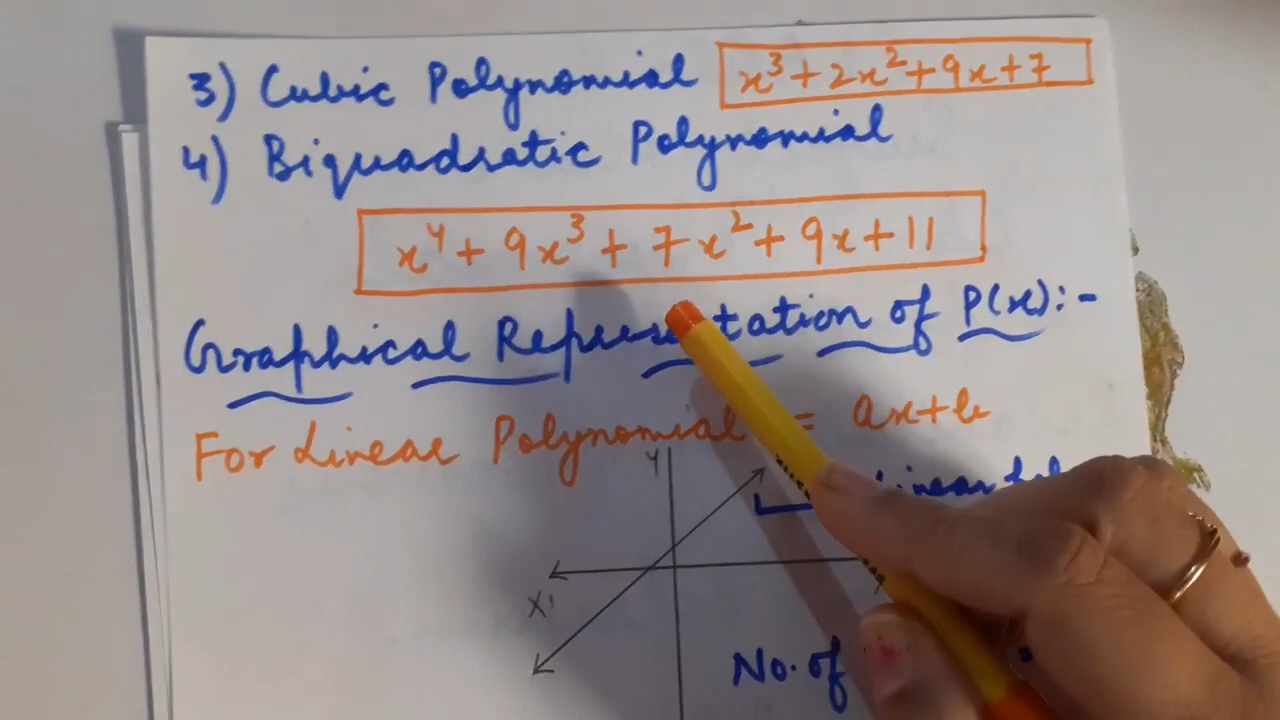 3) Cubic Polynomial x³+2x²+9x+7
4) Biquadratic Polynomial
x⁴+9x³+7x²+9x+11
Graphical Representation of P(x):-
For Linear Polynomial = ax+b
Y
Linear
X'
No. of